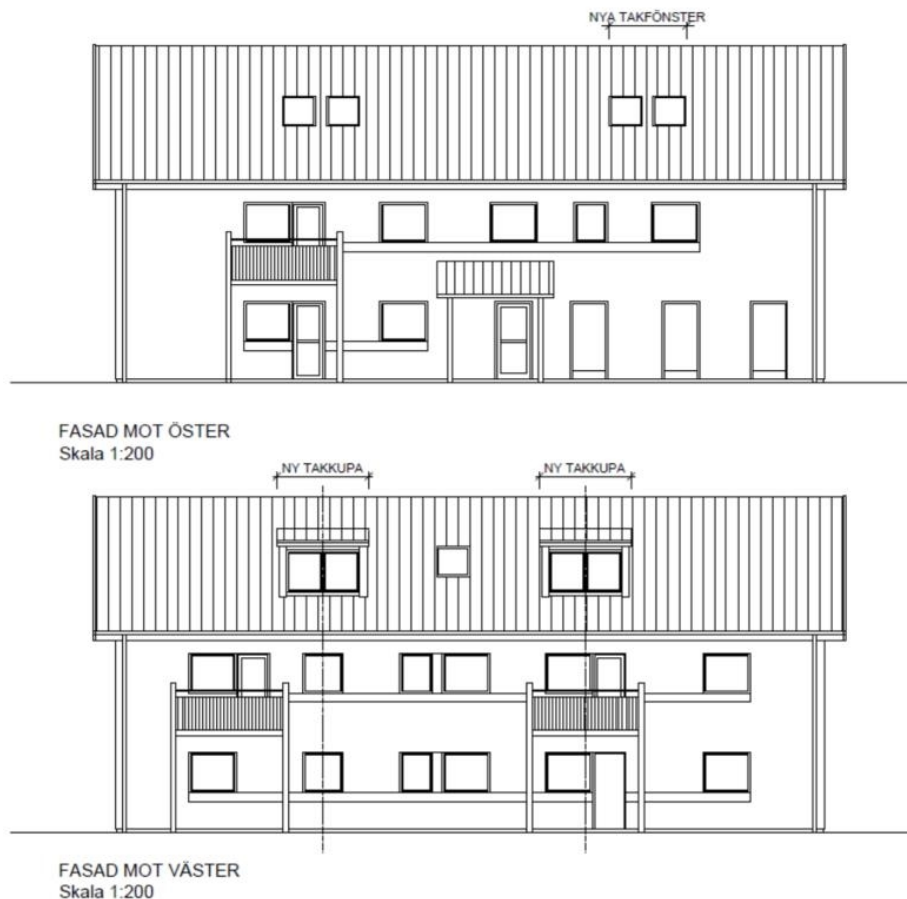 NYA TAKFÖNSTER
FASAD MOT ÖSTER
Skala 1:200
NY TAKKUPA
NY TAKKUPA
FASAD MOT VÄSTER
Skala 1:200